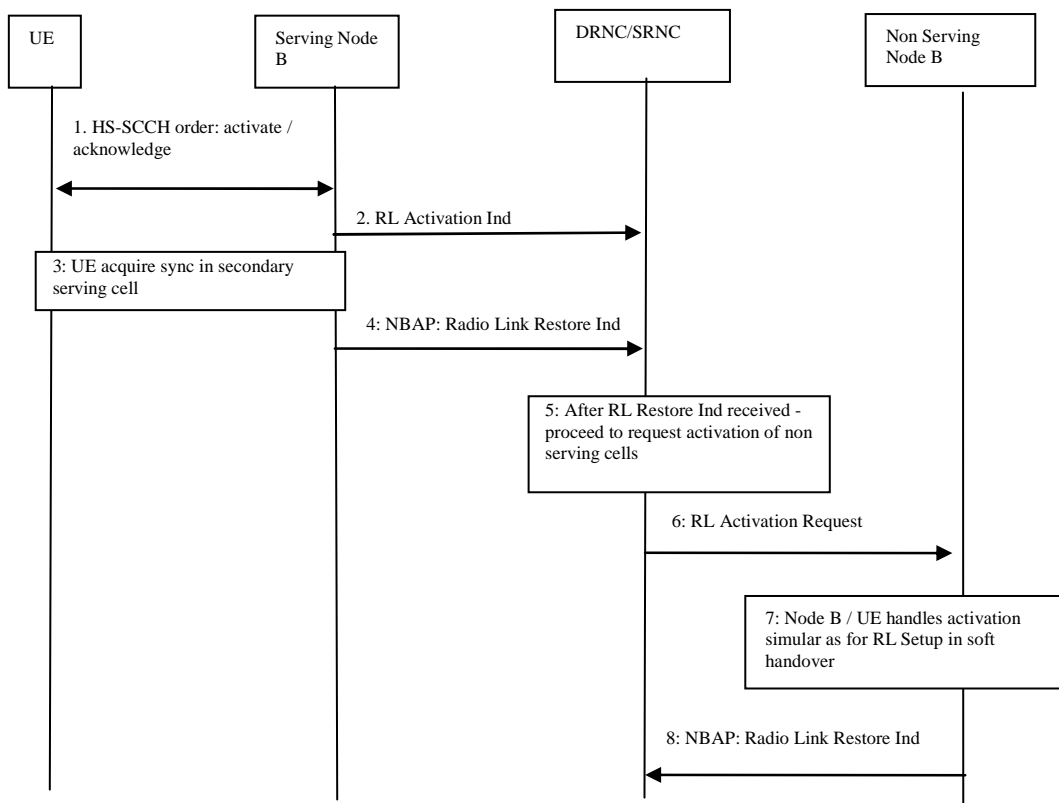 UE
Serving Node
B
DRNC/SRNC
Non Serving
Node B
1. HS-SCCH order: activate /
acknowledge
2. RL Activation Ind
3: UE acquire sync in secondary
serving cell
4: NBAP: Radio Link Restore Ind
5: After RL Restore Ind received -
proceed to request activation of non
serving cells
6: RL Activation Request
7: Node B / UE handles activation
simular as for RL Setup in soft
handover
8: NBAP: Radio Link Restore Ind